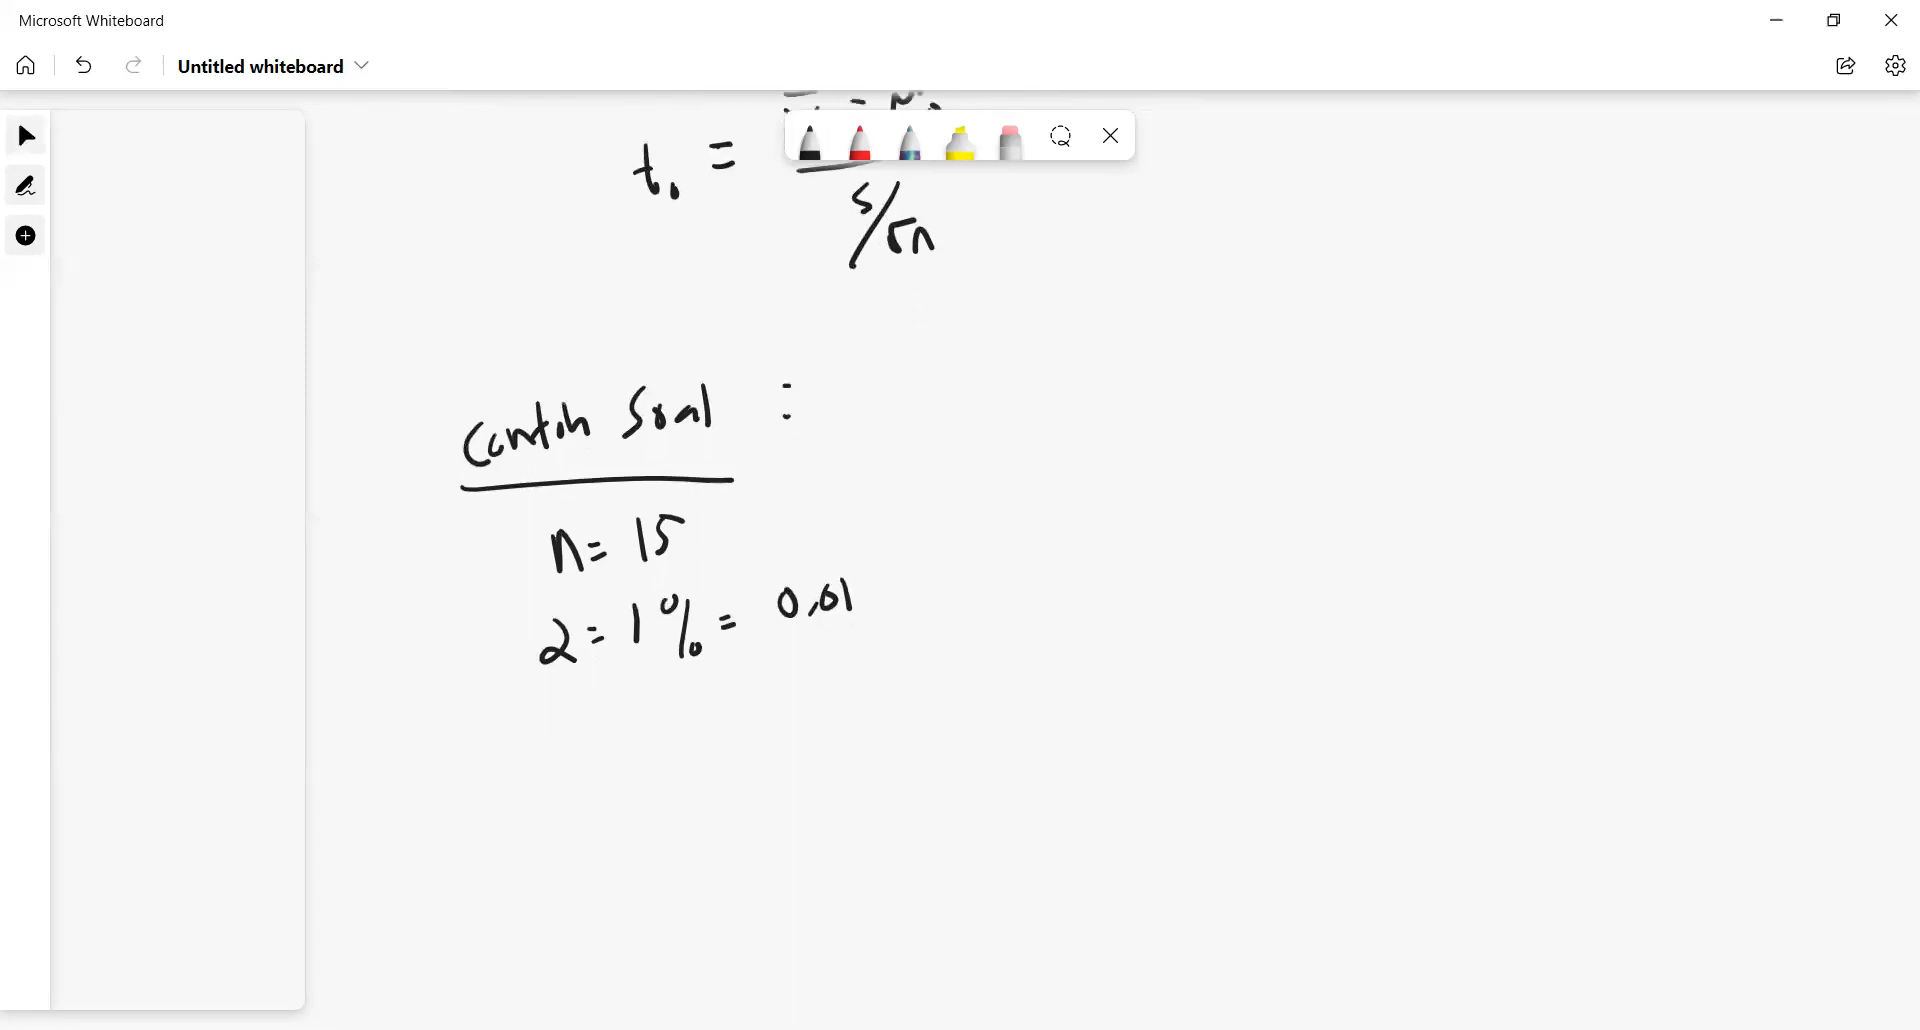 Microsoft Whiteboard
Untitled whiteboard
t₀ =
s/√n
Contoh Soal :
n = 15
α = 1% = 0,01